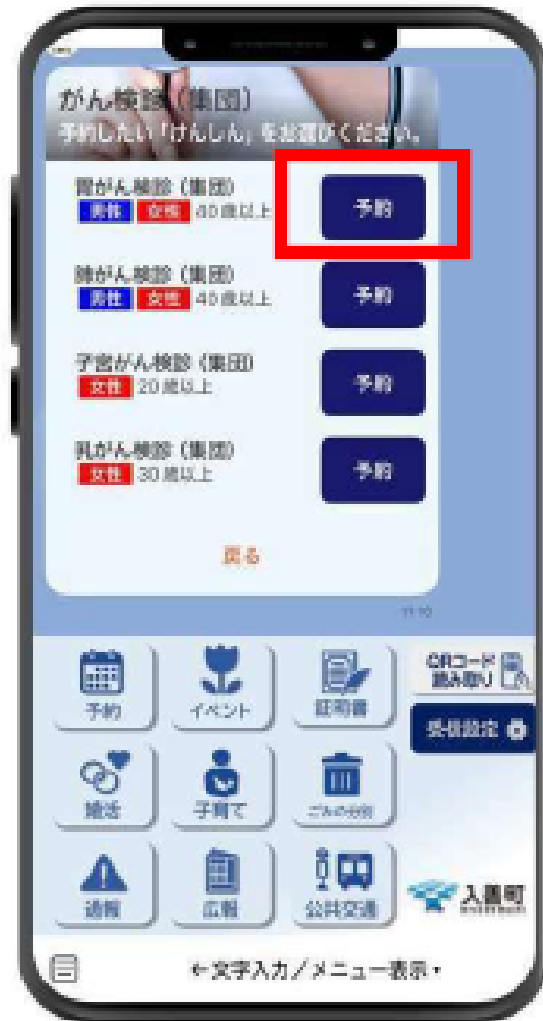 がん検診（集団）
予約したい「けんしん」をお選びください。
胃がん検診（集団）
男性 女性 40歳以上
予約
肺がん検診（集団）
男性 女性 40歳以上
予約
子宮がん検診（集団）
女性 20歳以上
予約
乳がん検診（集団）
女性 30歳以上
予約
戻る
11:10
予約
イベント
証明書
QRコード
読み取り
受信設定
婚活
子育て
ごみの分別
通報
広報
公共交通
入善町
←文字入力/メニュー表示▼